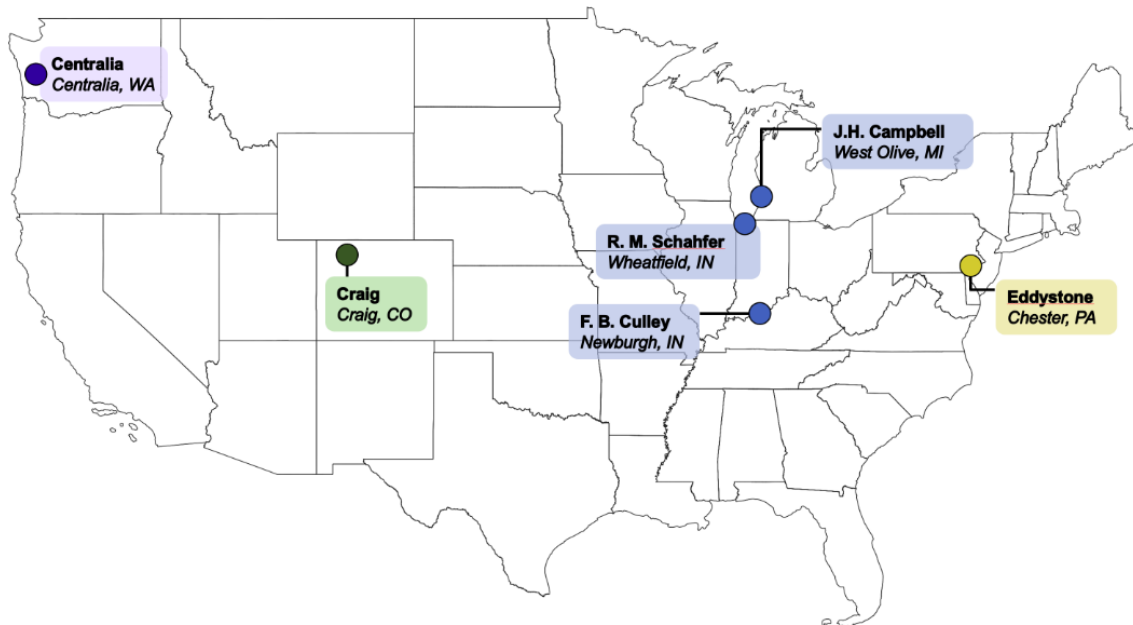 Centralia
Centralia, WA
J.H. Campbell
West Olive, MI
R. M. Schahfer
Wheatfield, IN
Craig
Craig, CO
F. B. Culley
Newburgh, IN
Eddystone
Chester, PA